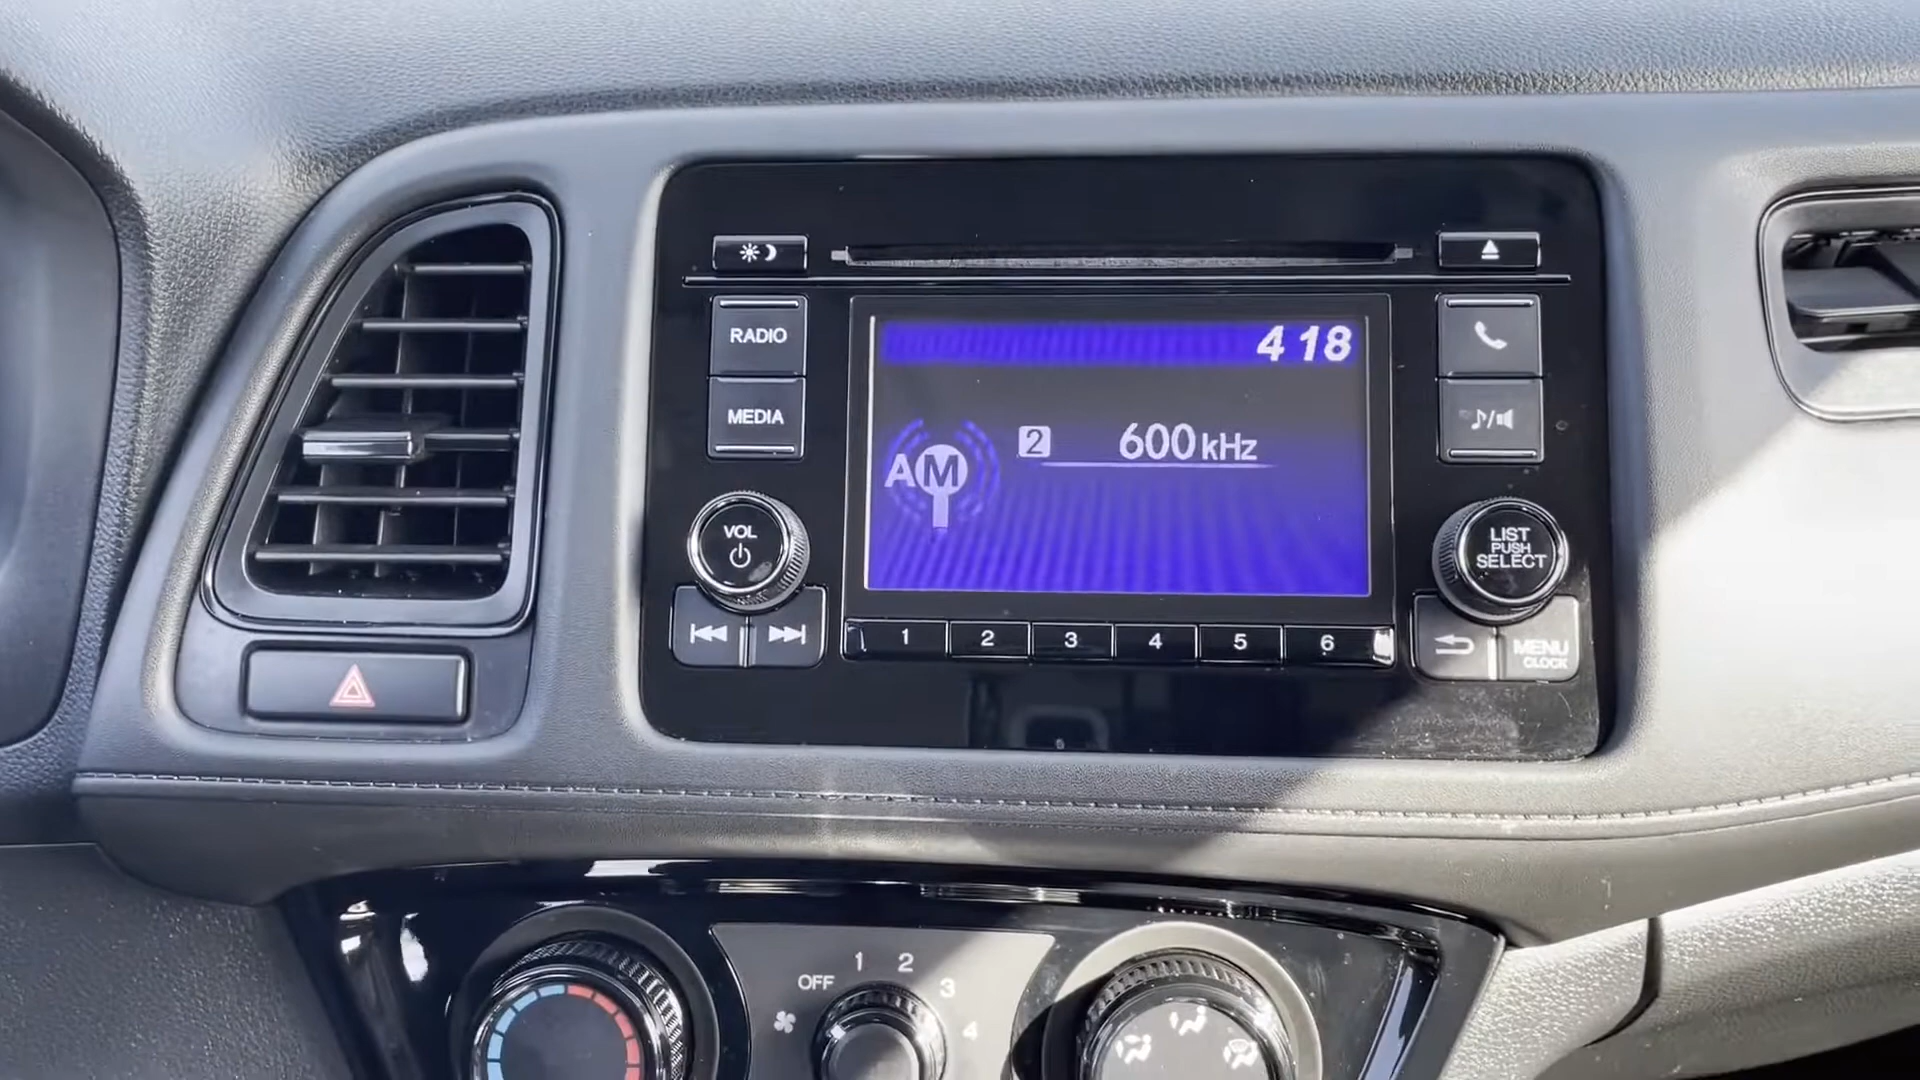 RADIO
MEDIA
4 18
2 600 kHz
AM
VOL
LIST
PUSH
SELECT
1 2 3 4 5 6
MENU
CLOCK
OFF 1 2 3 4